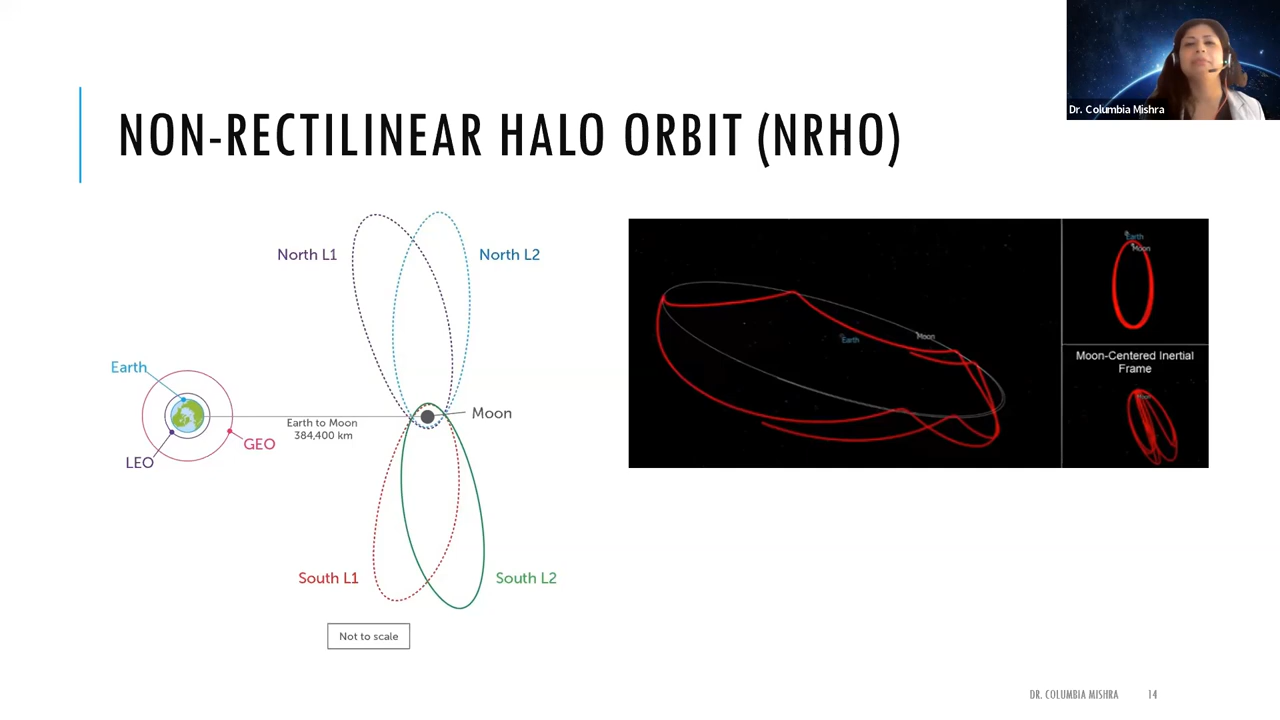 Dr. Columbia Mishra
NON-RECTILINEAR HALO ORBIT (NRHO)
North L1
North L2
Earth
Earth to Moon
384,400 km
Moon
GEO
LEO
South L1
South L2
Not to scale
Earth
Moon
Earth
Moon
Moon-Centered Inertial
Frame
Moon
DR. COLUMBIA MISHRA
14